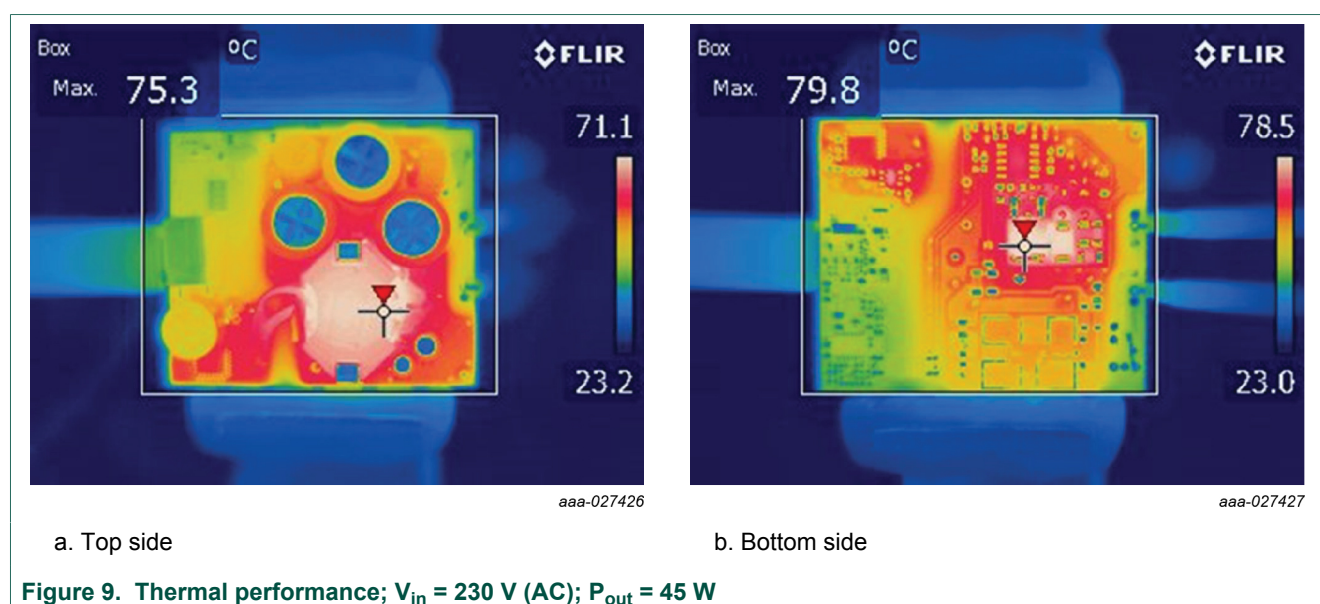 Box
°C
FLIR
Max. 75.3
71.1
23.2
aaa-027426
a. Top side
Box
°C
FLIR
Max. 79.8
78.5
23.0
aaa-027427
b. Bottom side
Figure 9. Thermal performance; Vin = 230 V (AC); Pout = 45 W